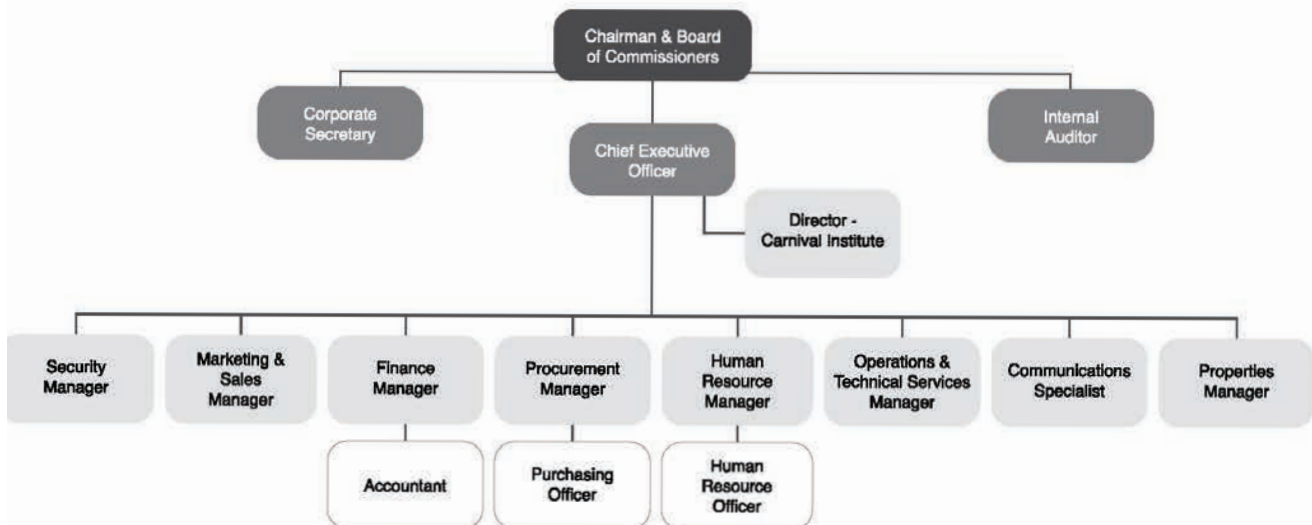 Chairman & Board
of Commissioners
Corporate
Secretary
Internal
Auditor
Chief Executive
Officer
Director -
Carnival Institute
Security
Manager
Marketing &
Sales
Manager
Finance
Manager
Procurement
Manager
Human
Resource
Manager
Operations &
Technical Services
Manager
Communications
Specialist
Properties
Manager
Accountant
Purchasing
Officer
Human
Resource
Officer